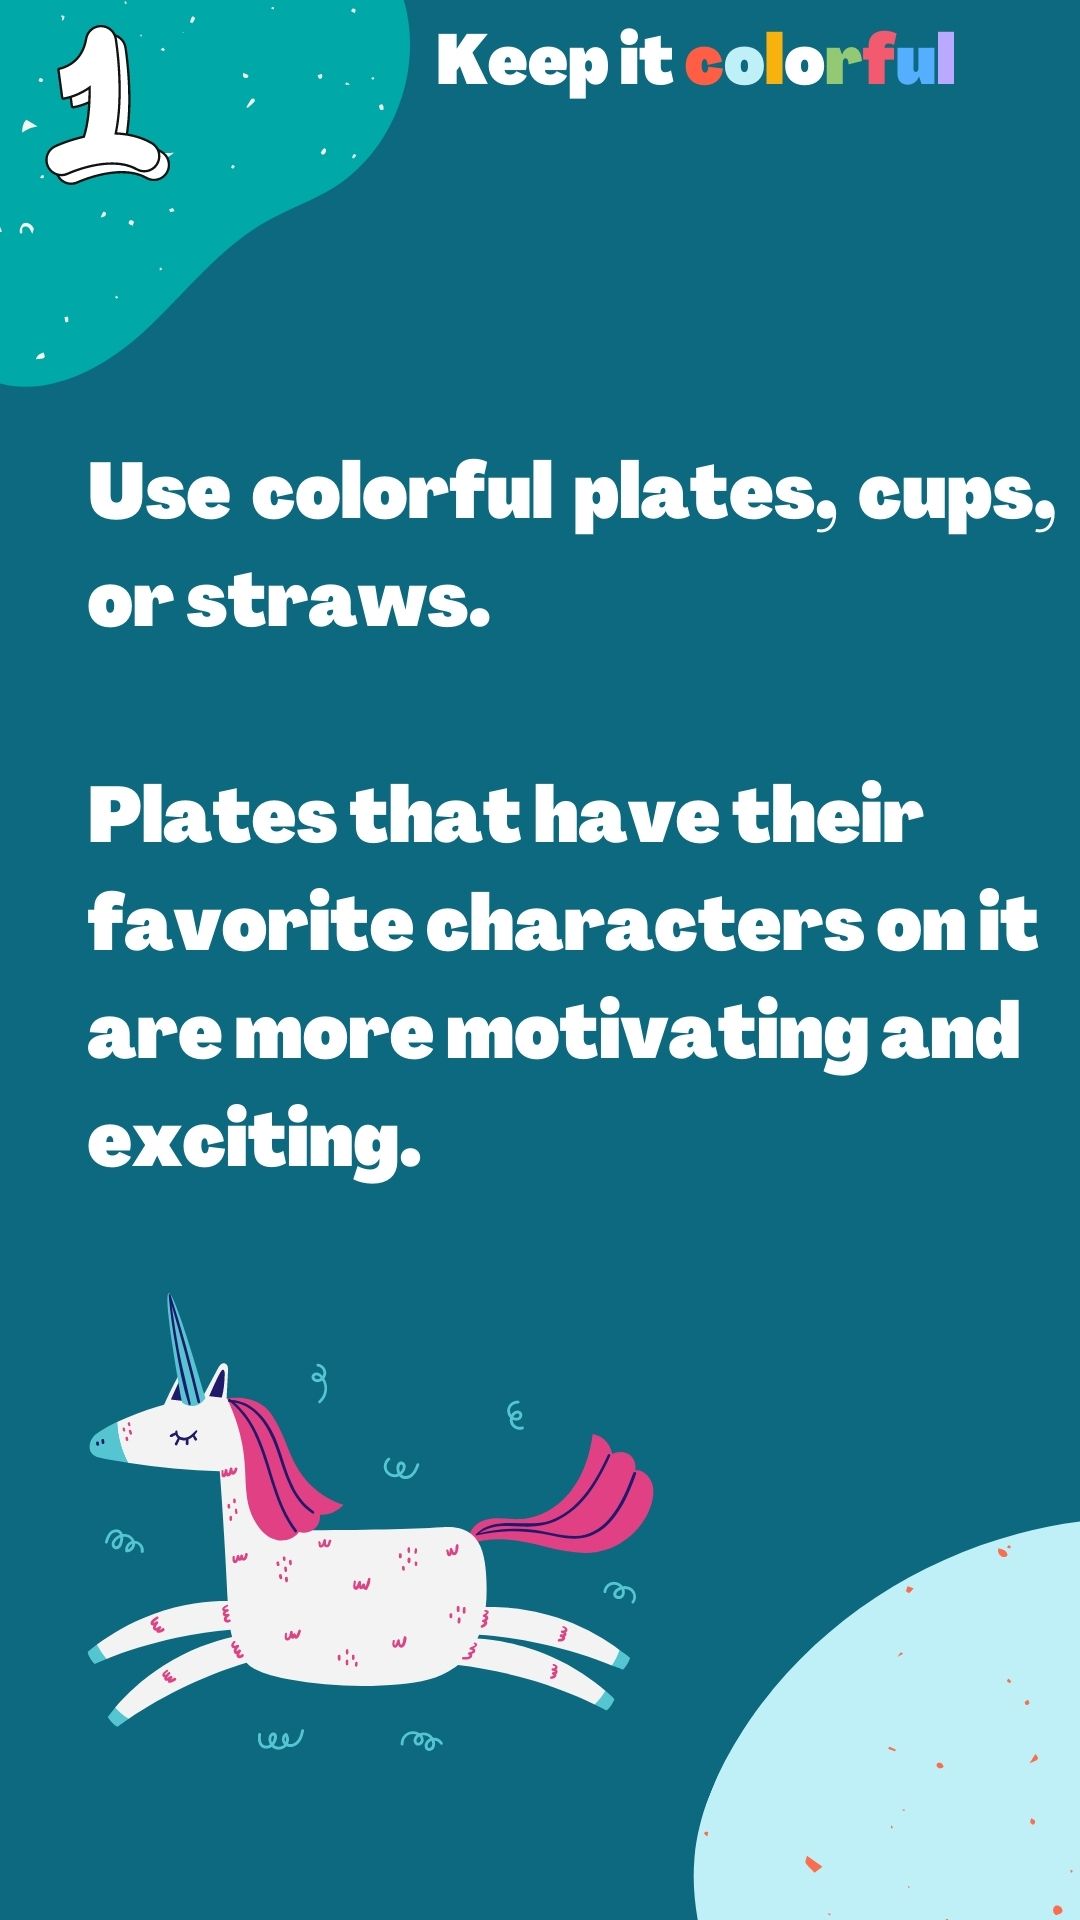 1
Keep it colorful
Use colorful plates, cups,
or straws.
Plates that have their
favorite characters on it
are more motivating and
exciting.